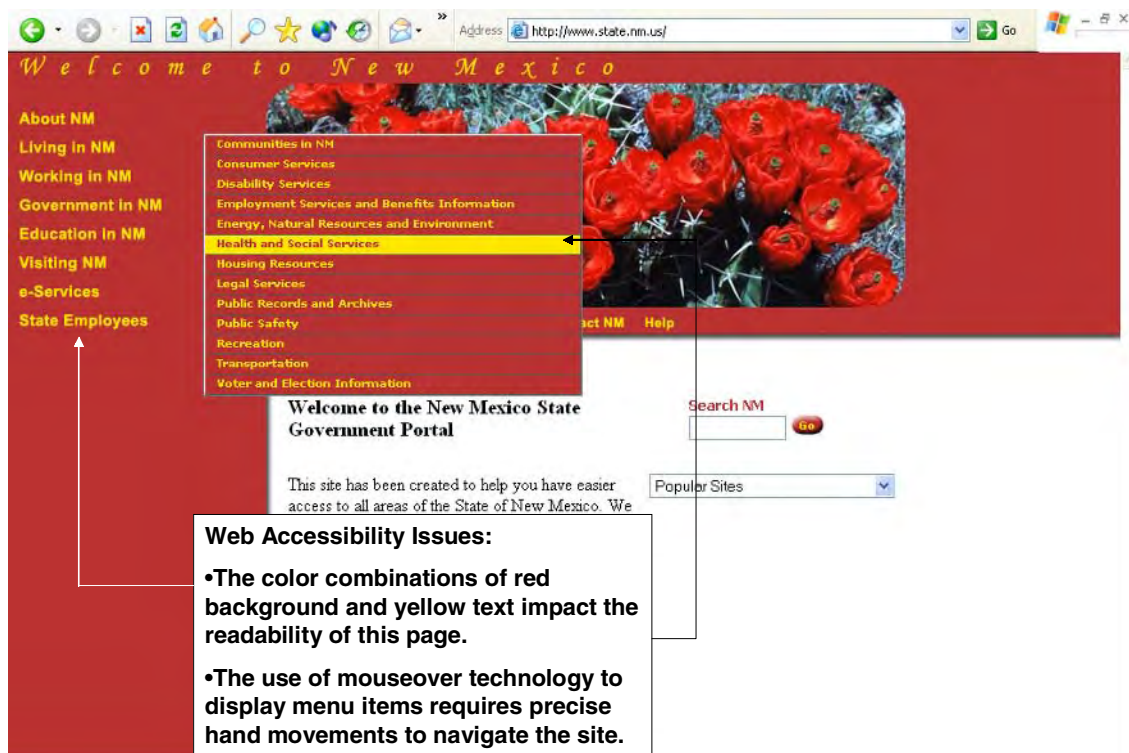 » Address http://www.state.nm.us/ Go
Welcome to New Mexico
About NM
Living in NM
Working in NM
Government in NM
Education in NM
Visiting NM
e-Services
State Employees
Communities in NM
Consumer Services
Disability Services
Employment Services and Benefits Information
Energy, Natural Resources and Environment
Health and Social Services
Housing Resources
Legal Services
Public Records and Archives
Public Safety
Recreation
Transportation
Voter and Election Information
act NM Help
Welcome to the New Mexico State
Government Portal
Search NM
Go
This site has been created to help you have easier
access to all areas of the State of New Mexico. We
Popular Sites
Web Accessibility Issues:
•The color combinations of red
background and yellow text impact the
readability of this page.
•The use of mouseover technology to
display menu items requires precise
hand movements to navigate the site.